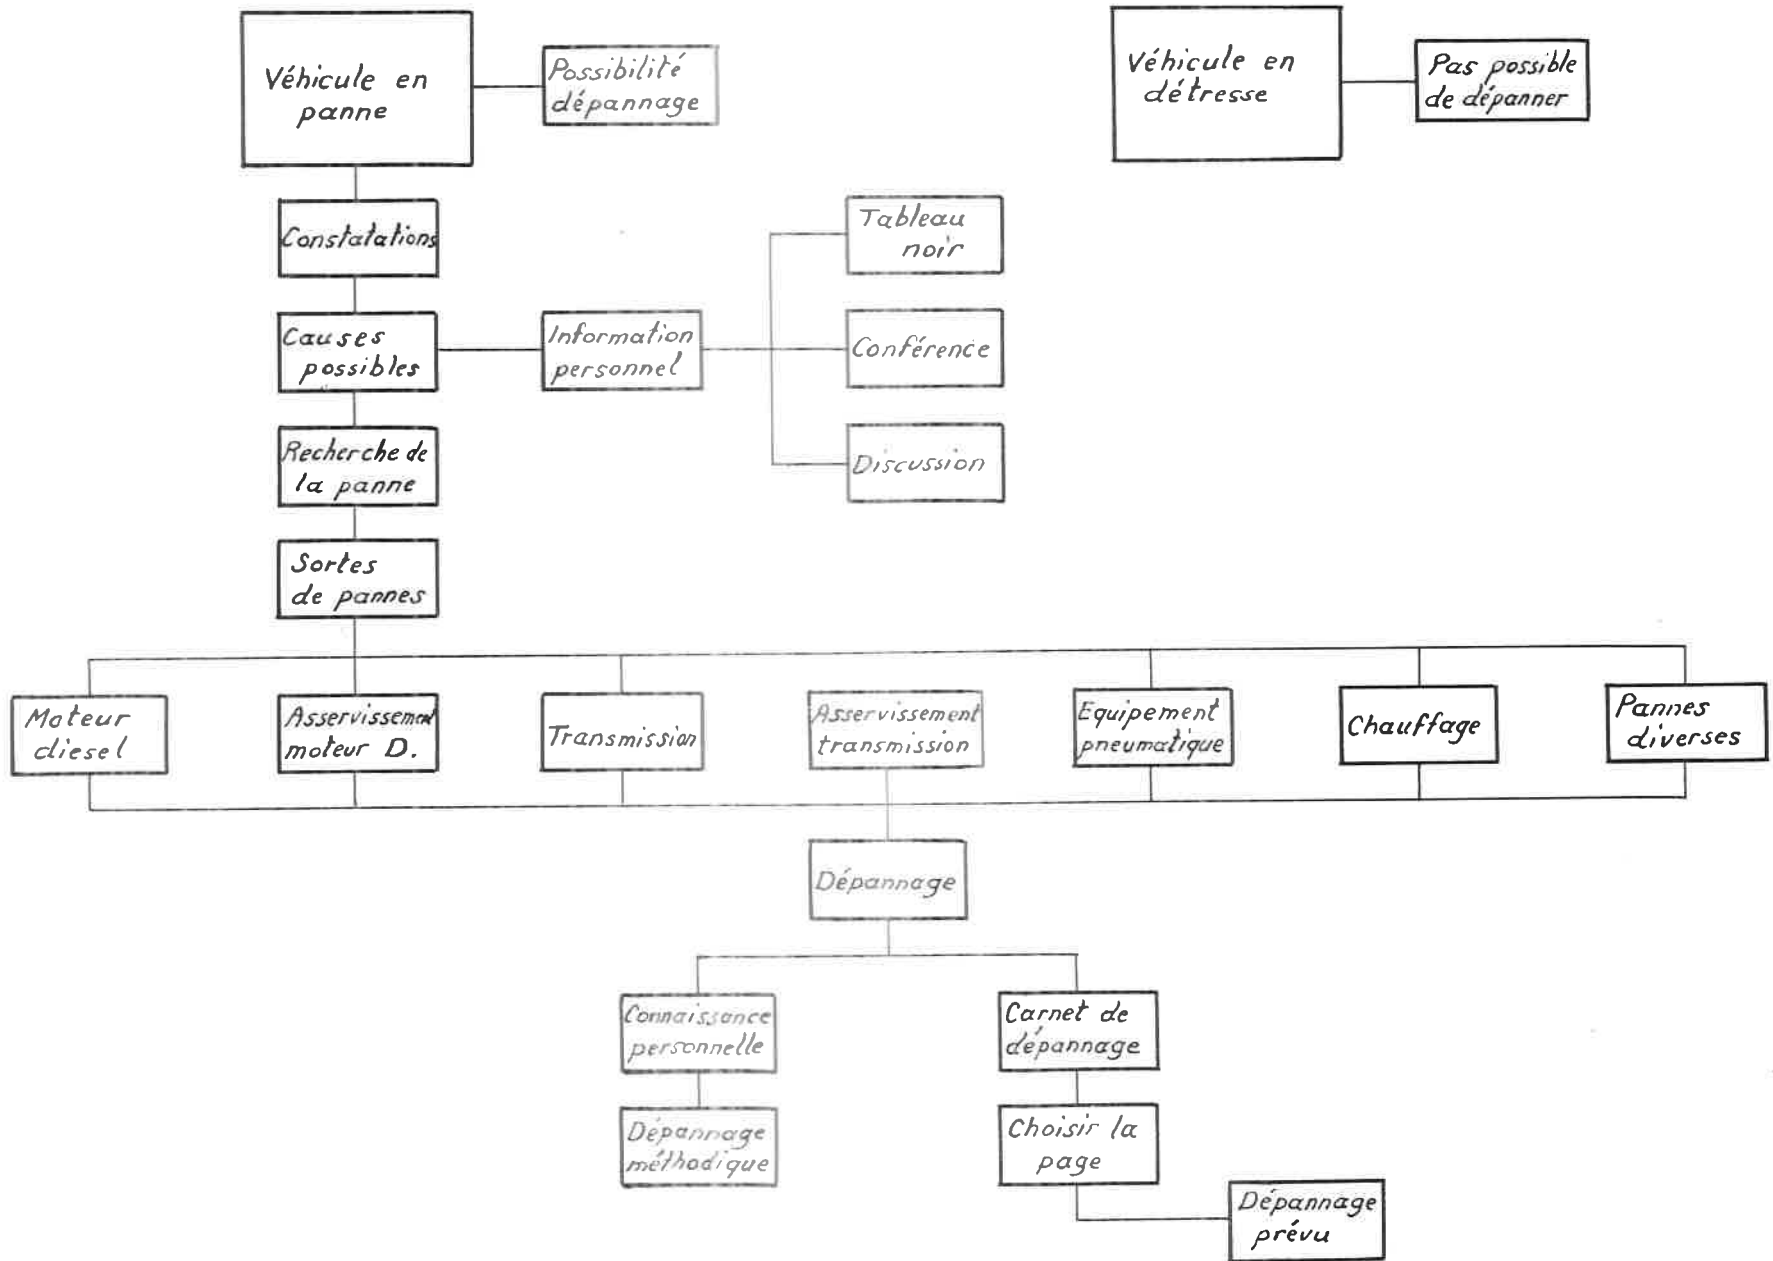 Véhicule en
panne
Possibilité
dépannage
Véhicule en
détresse
Pas possible
de dépanner
Constatations
Causes
possibles
Information
personnel
Tableau
noir
Conférence
Discussion
Recherche de
la panne
Sortes
de pannes
Moteur
diesel
Asservissement
moteur D.
Transmission
Asservissement
transmission
Equipement
pneumatique
Chauffage
Pannes
diverses
Dépannage
Connaissance
personnelle
Carnet de
dépannage
Dépannage
méthodique
Choisir la
page
Dépannage
prévu